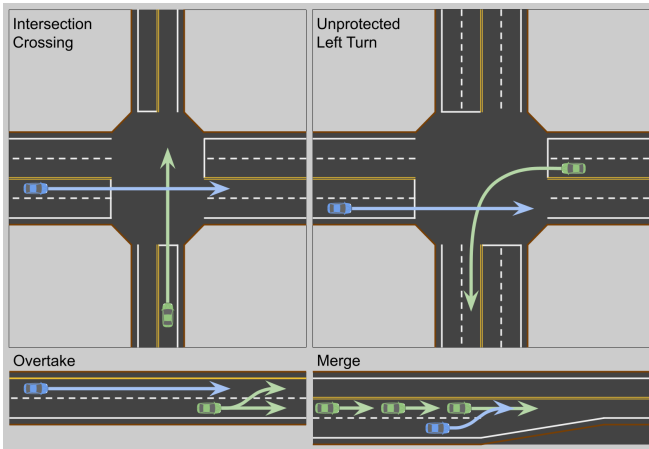 Intersection
Crossing
Unprotected
Left Turn
Overtake
Merge